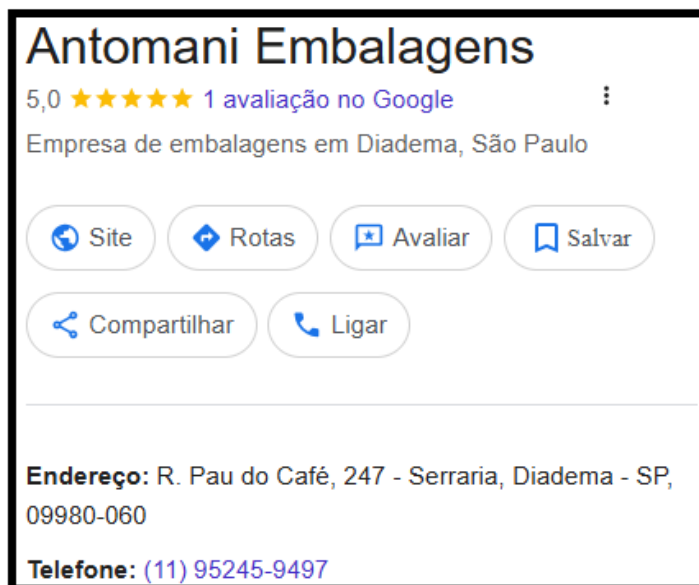 Antomani Embalagens
5,0 1 avaliação no Google
Empresa de embalagens em Diadema, São Paulo
Site Rotas Avaliar Salvar
Compartilhar Ligar
Endereço: R. Pau do Café, 247 - Serraria, Diadema - SP,
09980-060
Telefone: (11) 95245-9497